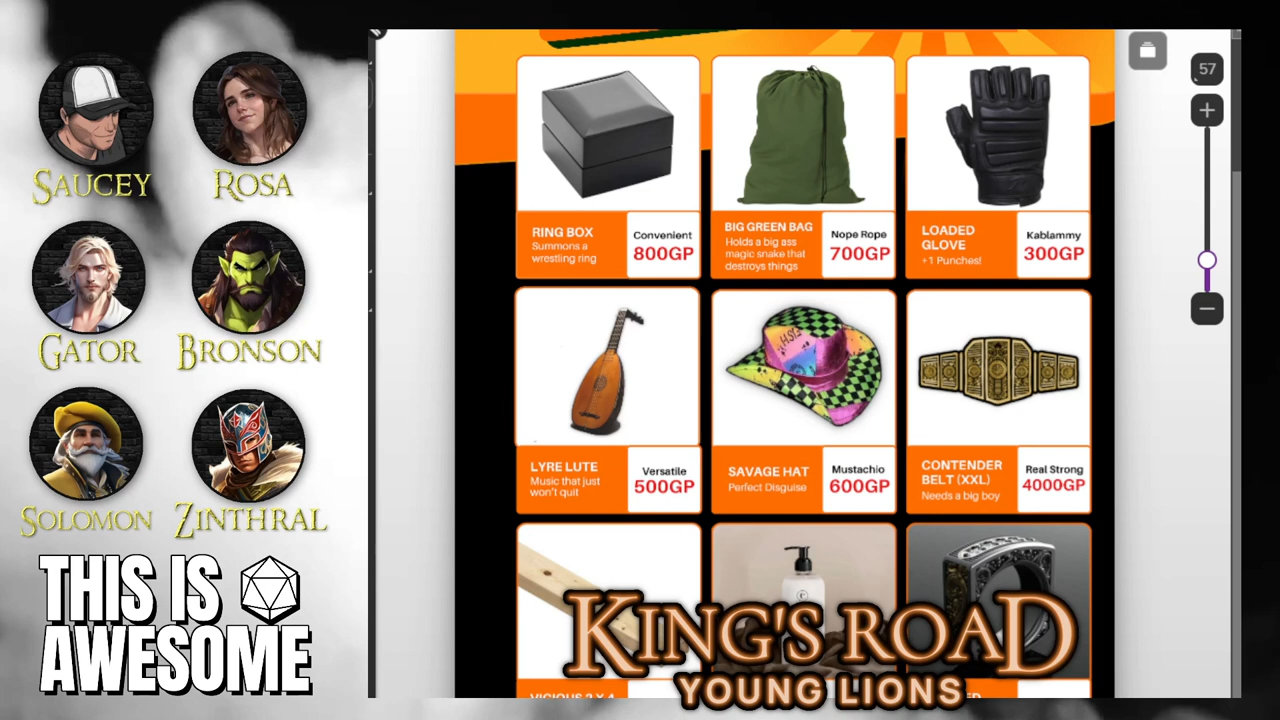 SAUCEY
ROSA
GATOR
BRONSON
SOLOMON
ZINTHRAL
THIS IS
AWESOME
57
RING BOX
Summons a
wrestling ring
Convenient
800GP
BIG GREEN BAG
Holds a big ass
magic snake that
destroys things
Nope Rope
700GP
LOADED
GLOVE
+1 Punches!
Kablammy
300GP
LYRE LUTE
Music that just
won't quit
Versatile
500GP
SAVAGE HAT
Perfect Disguise
Mustachio
600GP
CONTENDER
BELT (XXL)
Needs a big boy
Real Strong
4000GP
VICIOUS 2 X 4
KING'S ROAD
YOUNG LIONS